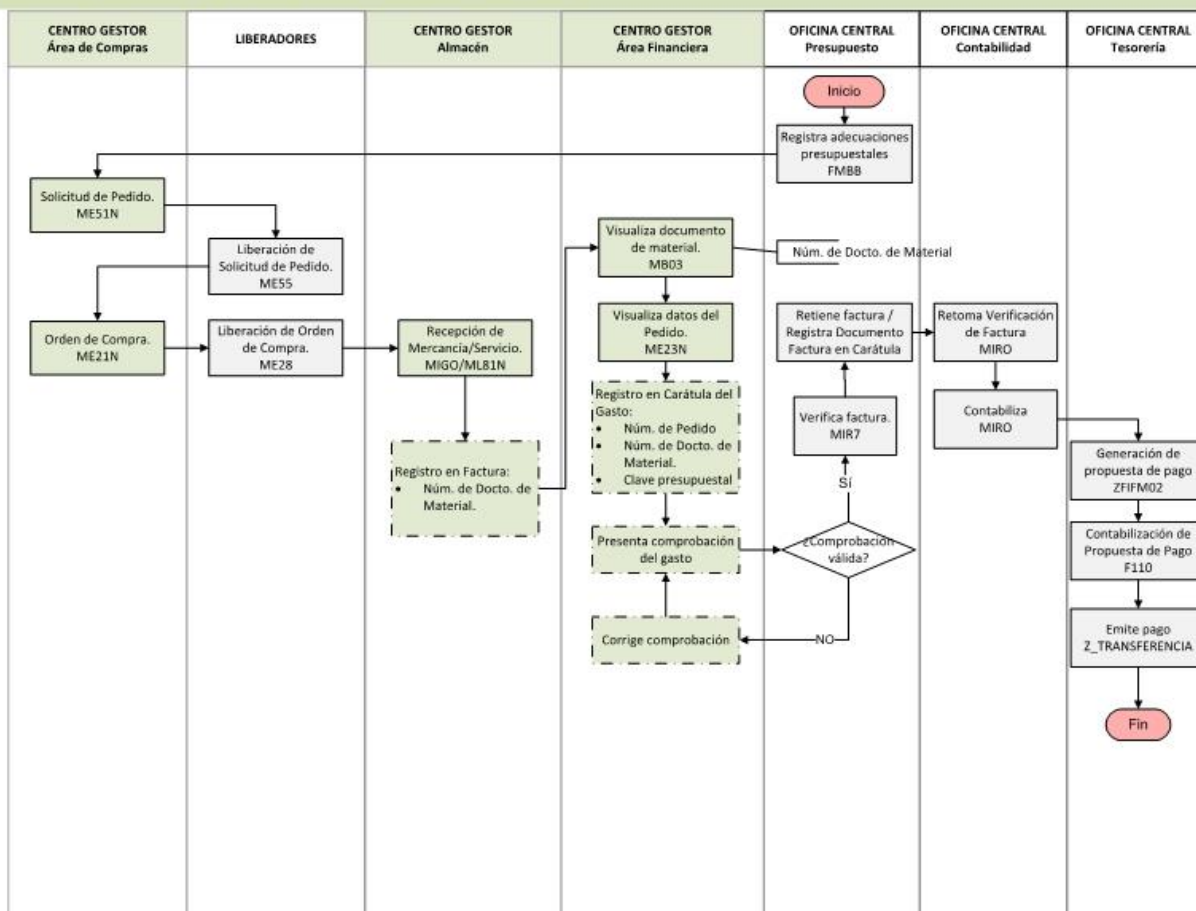 CENTRO GESTOR
Área de Compras
LIBERADORES
CENTRO GESTOR
Almacén
CENTRO GESTOR
Área Financiera
OFICINA CENTRAL
Presupuesto
OFICINA CENTRAL
Contabilidad
OFICINA CENTRAL
Tesorería
Inicio
Registra adecuaciones
presupuestales
FMBB
Solicitud de Pedido.
ME51N
Liberación de
Solicitud de Pedido.
ME55
Orden de Compra.
ME21N
Liberación de Orden
de Compra.
ME28
Recepción de
Mercancía/Servicio.
MIGO/ML81N
Registro en Factura:
• Núm. de Docto. de
Material.
Visualiza documento
de material.
MB03
Núm. de Docto. de Material
Visualiza datos del
Pedido.
ME23N
Registro en Carátula del
Gasto:
• Núm. de Pedido
• Núm. de Docto. de
Material.
• Clave presupuestal
Presenta comprobación
del gasto
Corrige comprobación
¿Comprobación
válida?
NO
Sí
Verifica factura.
MIR7
Retiene factura /
Registra Documento
Factura en Carátula
Retoma Verificación
de Factura
MIRO
Contabiliza
MIRO
Generación de
propuesta de pago
ZFIFM02
Contabilización de
Propuesta de Pago
F110
Emite pago
Z_TRANSFERENCIA
Fin